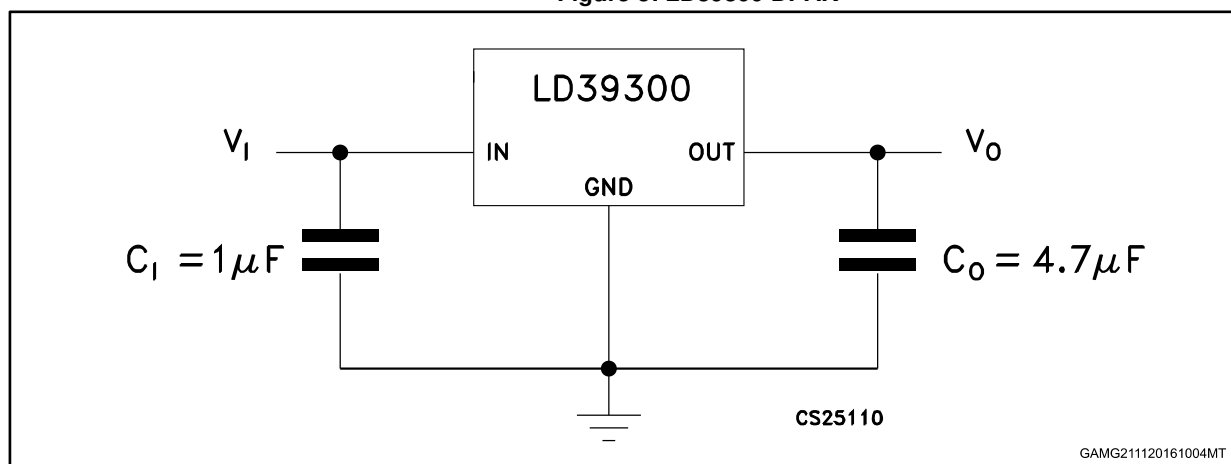 LD39300
V_I
IN
OUT
V_O
GND
C_I = 1µF
C_O = 4.7µF
CS25110
GAMG211120161004MT